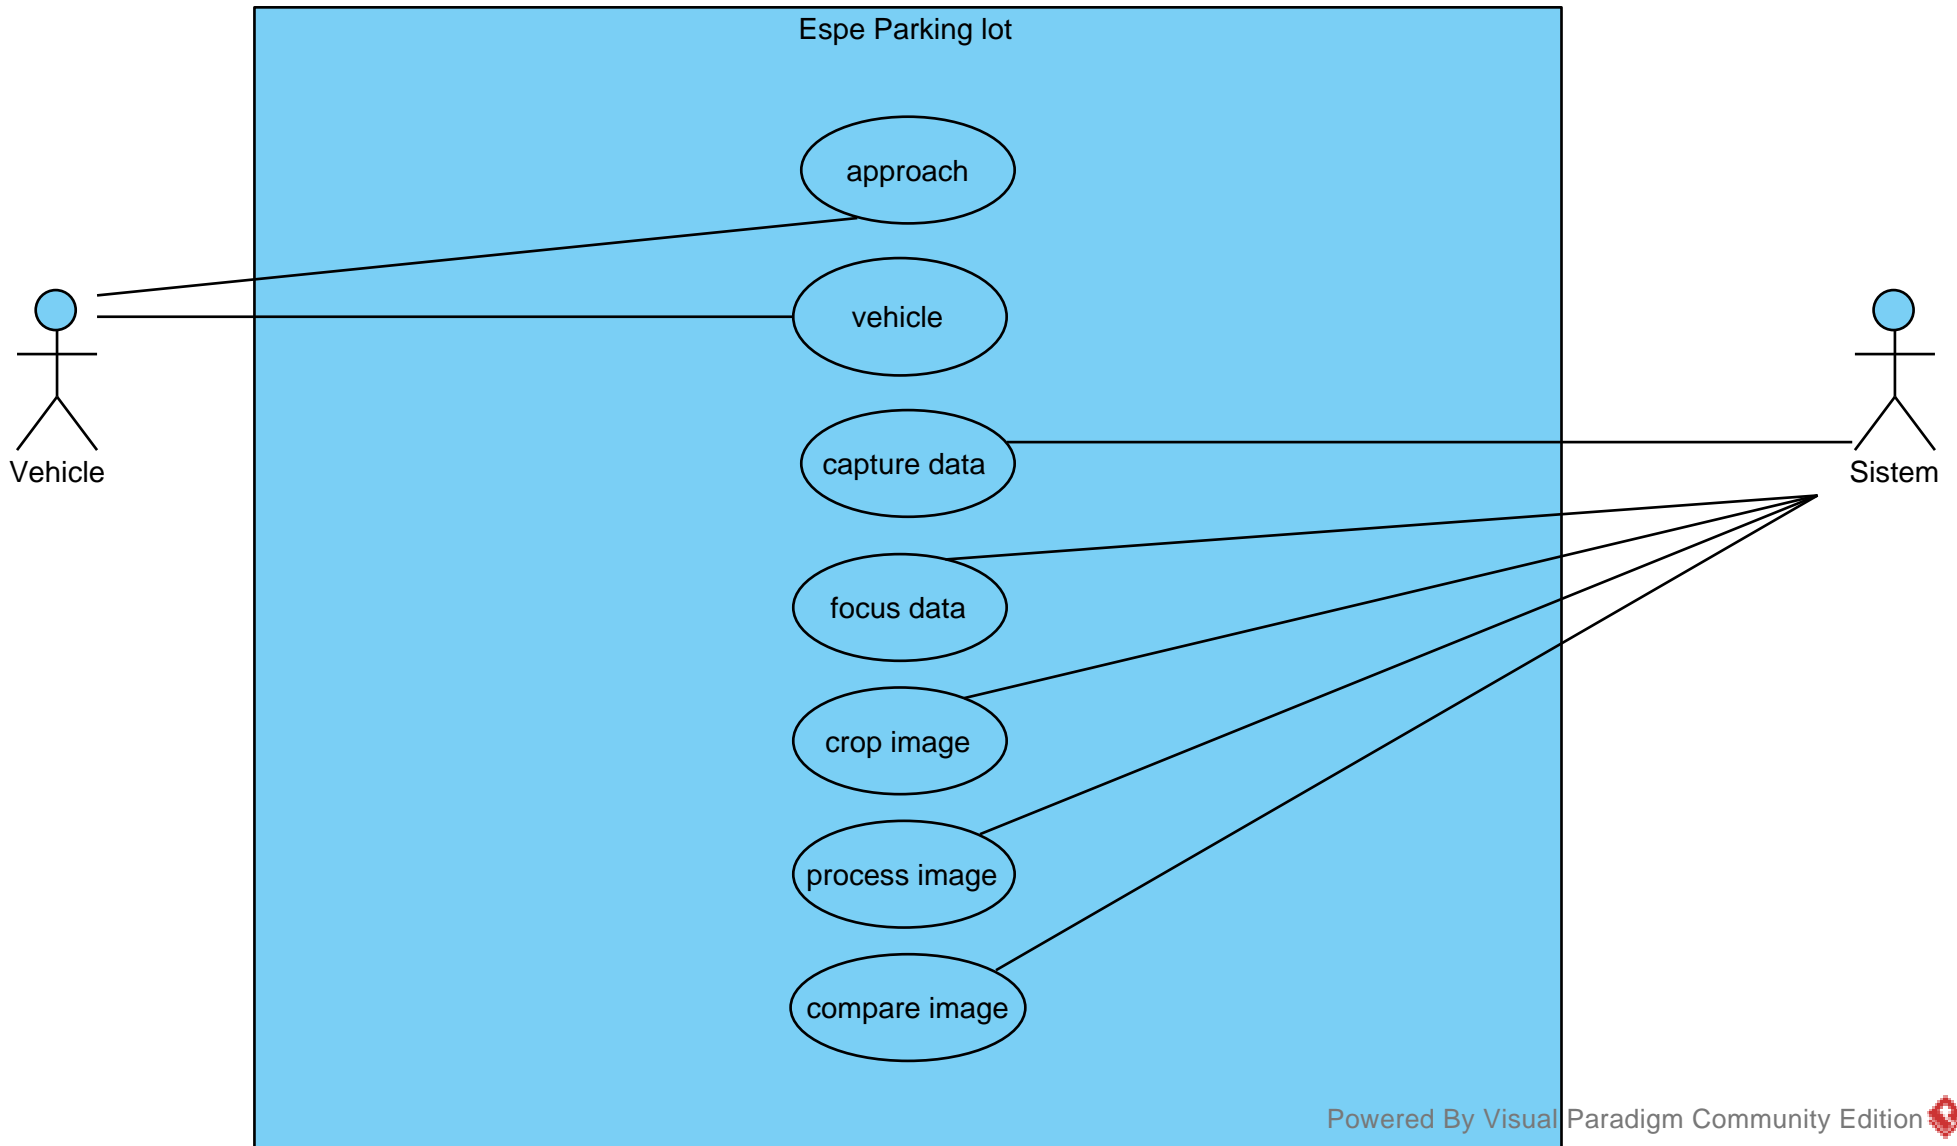 Espe Parking lot
approach
vehicle
Vehicle
capture data
Sistem
focus data
crop image
process image
compare image
Powered By Visual Paradigm Community Edition